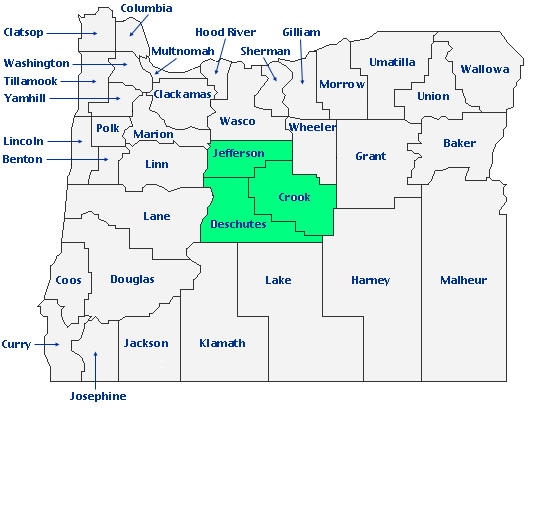 Columbia
Clatsop
Hood River
Gilliam
Multnomah
Sherman
Washington
Umatilla
Wallowa
Tillamook
Morrow
Yamhill
Clackamas
Union
Wasco
Polk
Marion
Wheeler
Lincoln
Baker
Benton
Jefferson
Grant
Linn
Crook
Lane
Deschutes
Coos
Douglas
Lake
Harney
Malheur
Curry
Jackson
Klamath
Josephine